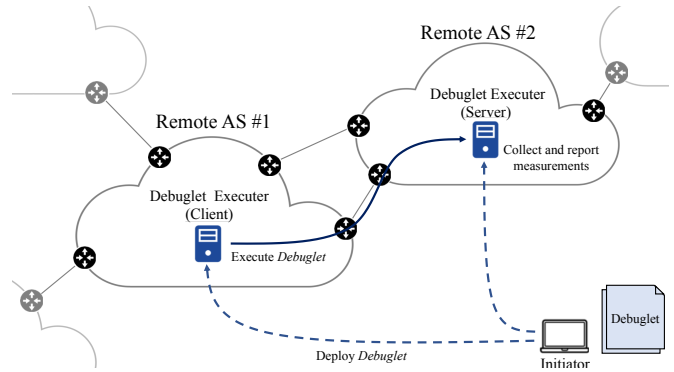 Remote AS #2
Debuglet Executer
(Server)
Remote AS #1
Collect and report
measurements
Debuglet Executer
(Client)
Execute Debuglet
Debuglet
Deploy Debuglet
Initiator